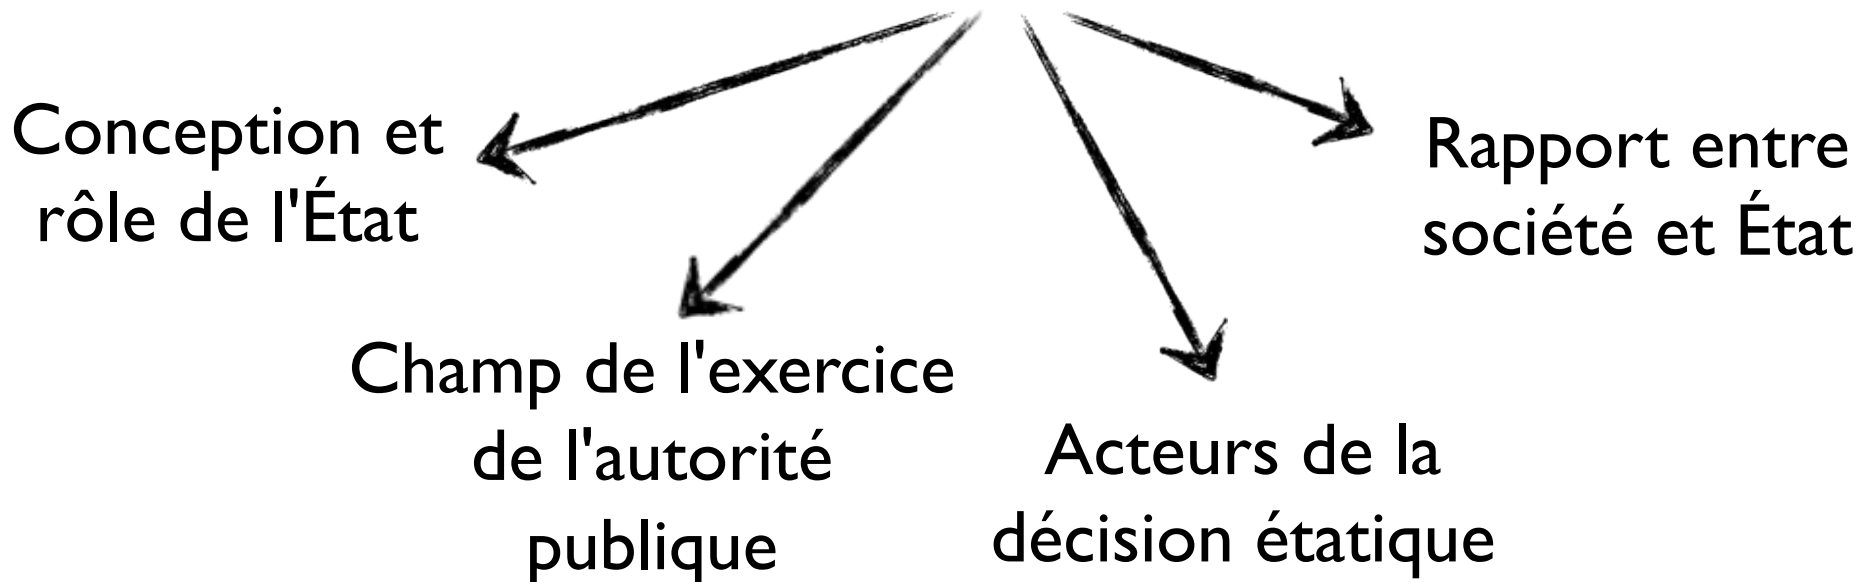 Conception et
rôle de l'État
Champ de l'exercice
de l'autorité
publique
Acteurs de la
décision étatique
Rapport entre
société et État